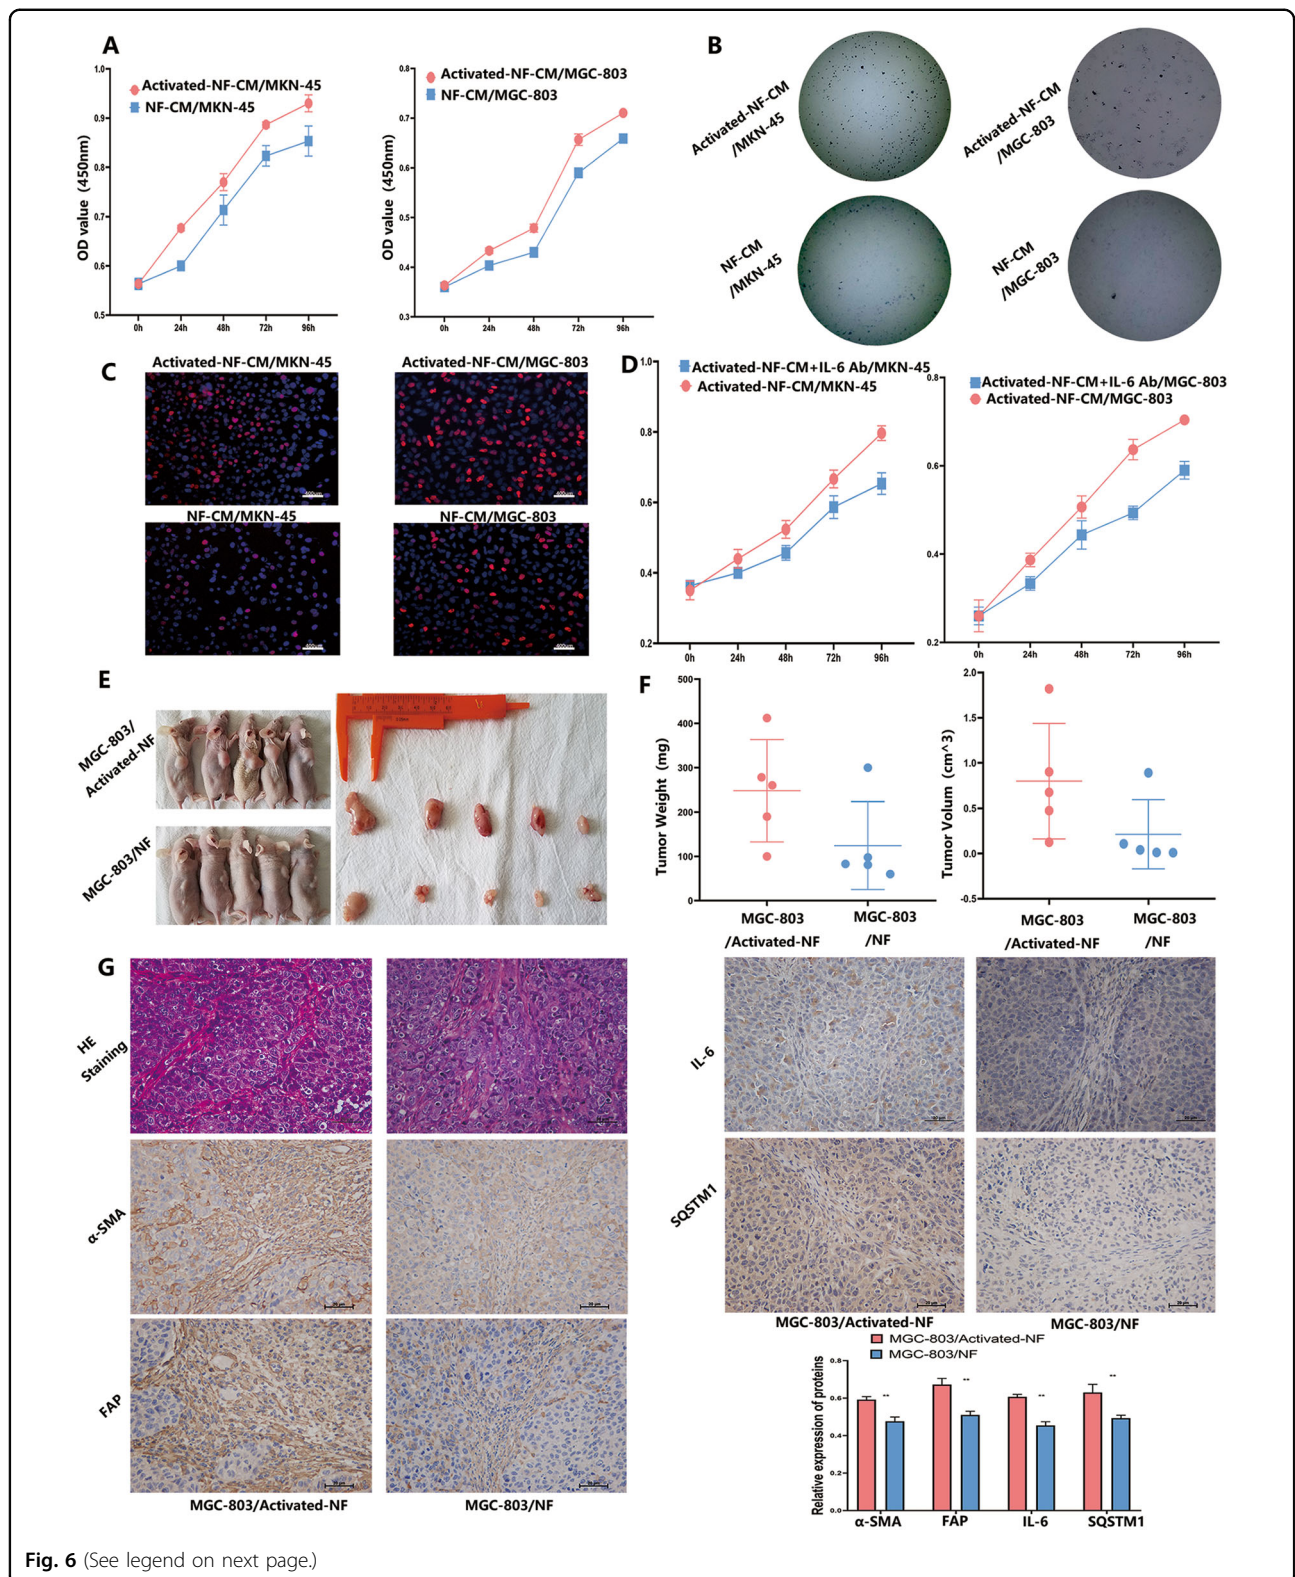 A
Activated-NF-CM/MKN-45
NF-CM/MKN-45
OD value (450nm)
1.0
0.9
0.8
0.7
0.6
0.5
0h 24h 48h 72h 96h
Activated-NF-CM/MGC-803
NF-CM/MGC-803
OD value (450nm)
0.8
0.7
0.6
0.5
0.4
0.3
0h 24h 48h 72h 96h
B
Activated-NF-CM
/MKN-45
Activated-NF-CM
/MGC-803
NF-CM
/MKN-45
NF-CM
/MGC-803
C
Activated-NF-CM/MKN-45
Activated-NF-CM/MGC-803
400um
400um
NF-CM/MKN-45
NF-CM/MGC-803
400um
400um
D
Activated-NF-CM+IL-6 Ab/MKN-45
Activated-NF-CM/MKN-45
1.0
0.8
0.6
0.4
0.2
0h 24h 48h 72h 96h
Activated-NF-CM+IL-6 Ab/MGC-803
Activated-NF-CM/MGC-803
0.8
0.6
0.4
0.2
0h 24h 48h 72h 96h
E
MGC-803/
Activated-NF
MGC-803/NF
F
Tumor Weight (mg)
500
400
300
200
100
0
MGC-803
/Activated-NF
MGC-803
/NF
Tumor Volum (cm^3)
2.0
1.5
1.0
0.5
0.0
-0.5
MGC-803
/Activated-NF
MGC-803
/NF
G
HE
Staining
α-SMA
20 μm
20 μm
FAP
MGC-803/Activated-NF
MGC-803/NF
IL-6
SQSTM1
20 μm
20 μm
MGC-803/Activated-NF
MGC-803/NF
MGC-803/Activated-NF
MGC-803/NF
Relative expression of proteins
0.8
0.6
0.4
0.2
0.0
** ** ** **
α-SMA FAP IL-6 SQSTM1
Fig. 6 (See legend on next page.)